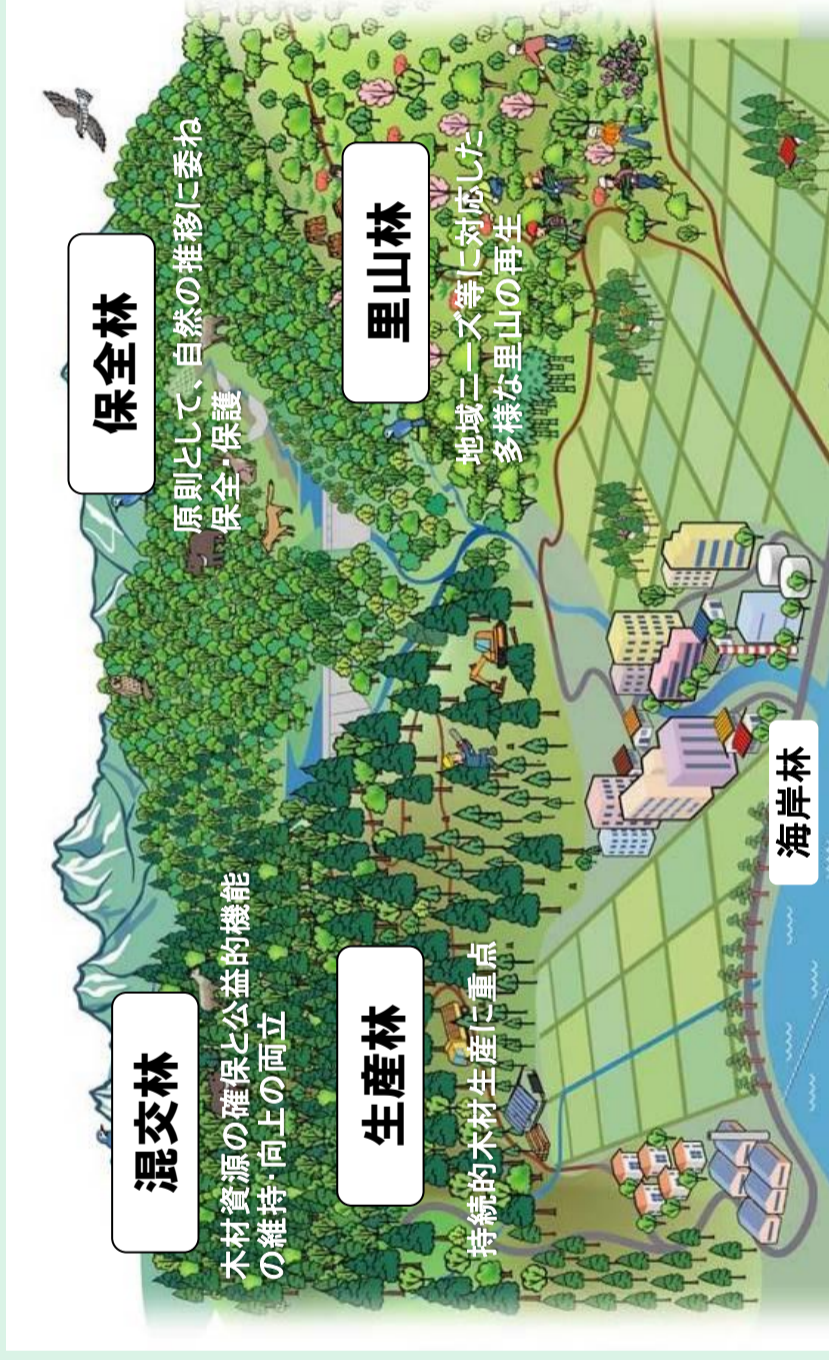 混交林
木材資源の確保と公益的機能
の維持・向上の両立
保全林
原則として、自然の推移に委ね
保全・保護
生産林
持続的木材生産に重点
里山林
地域ニーズ等に対応した
多様な里山の再生
海岸林